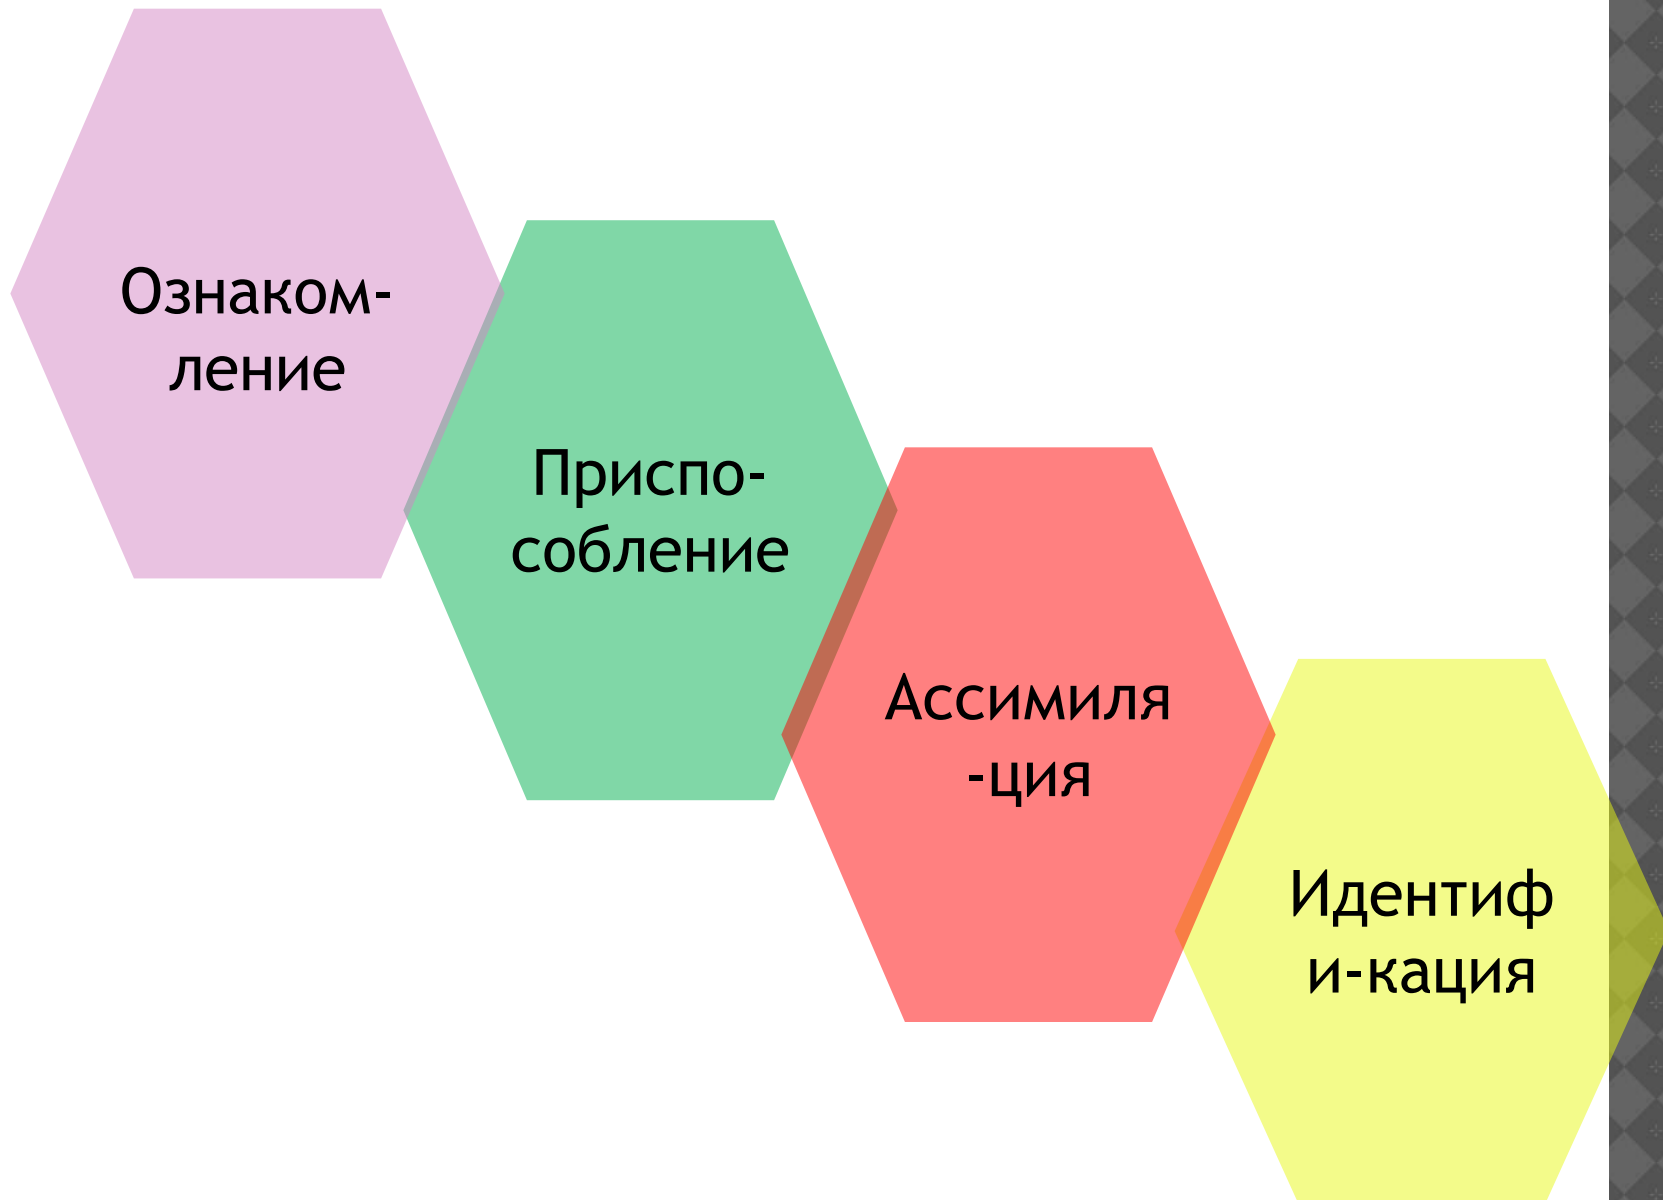 Ознаком-
ление
Приспо-
собление
Ассимиля
-ция
Идентиф
и-кация